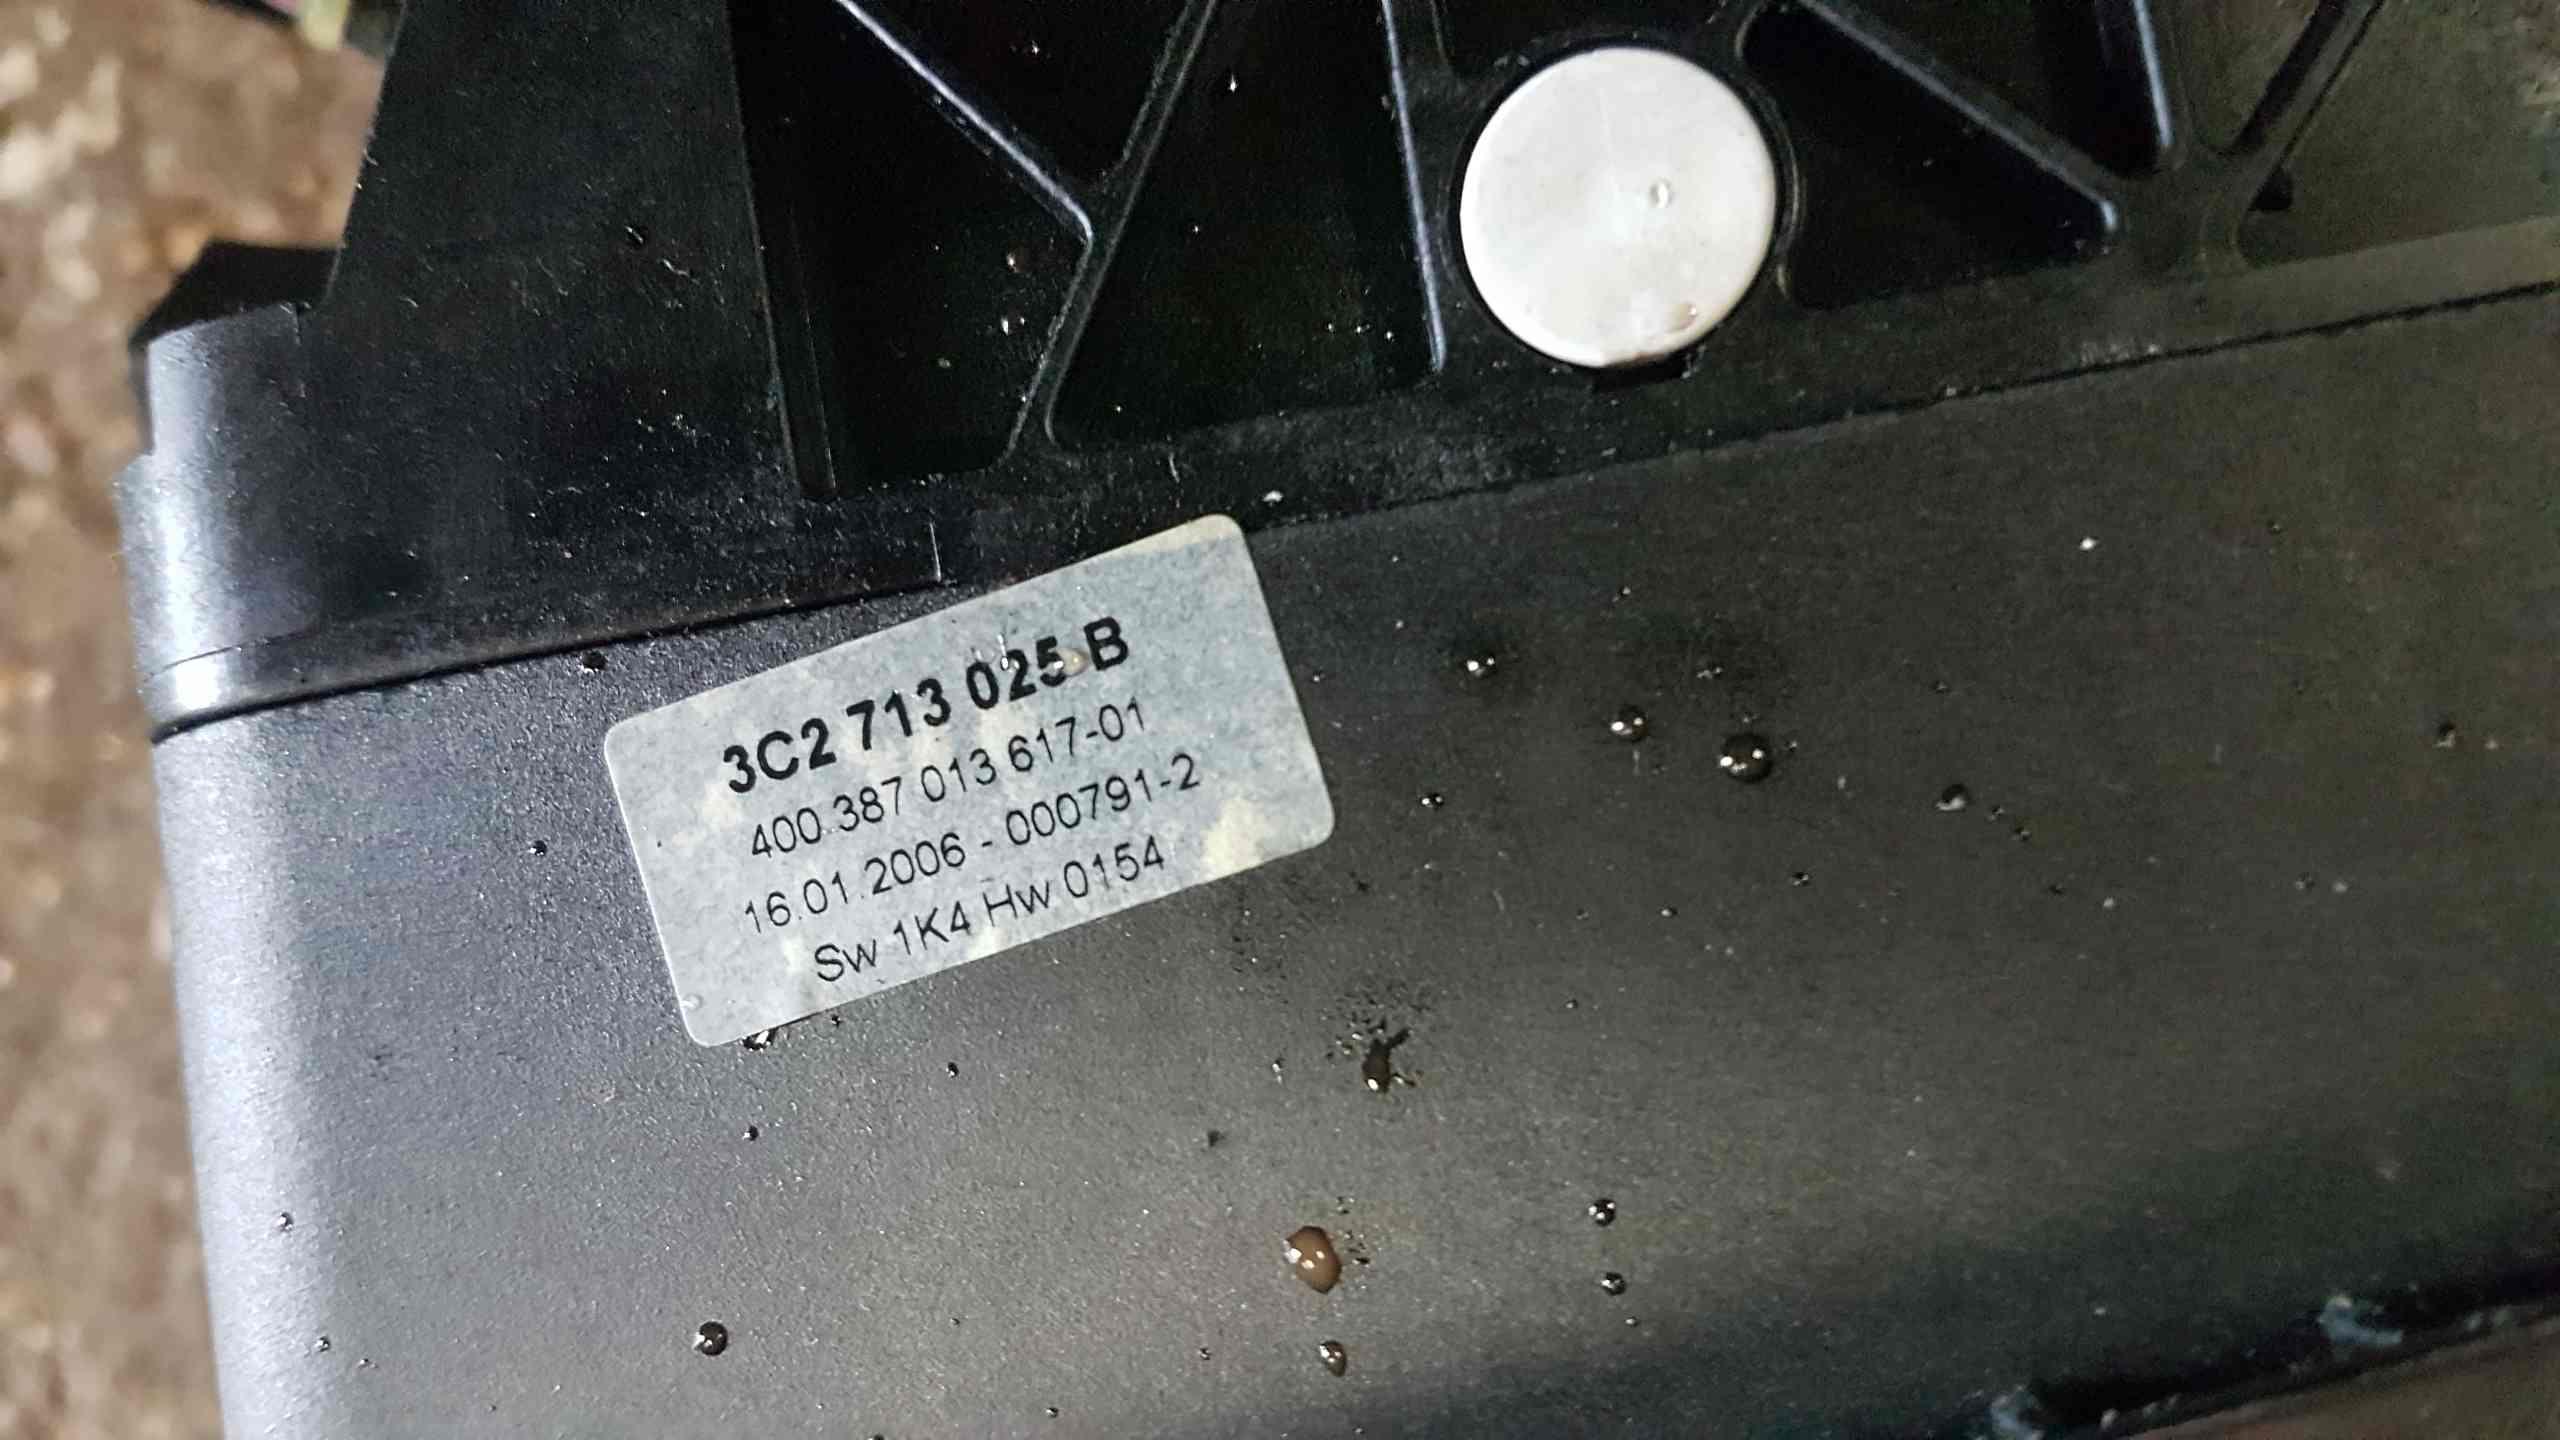 3C2 713 025 B
400.387 013 617-01
16.01.2006 - 000791-2
Sw 1K4 Hw 0154